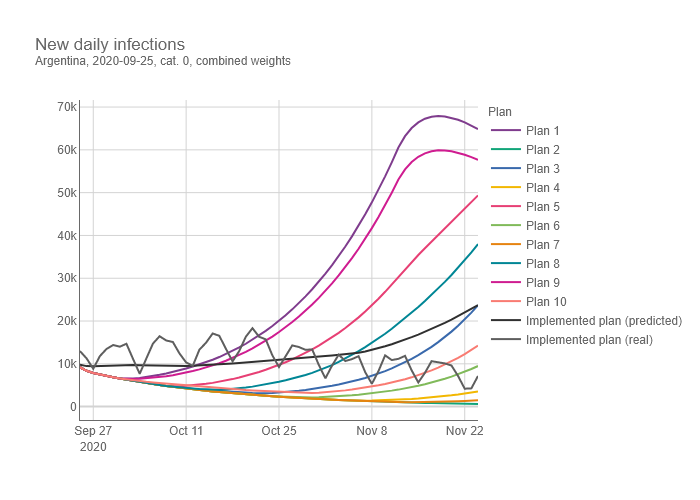 New daily infections
Argentina, 2020-09-25, cat. 0, combined weights
70k
60k
50k
40k
30k
20k
10k
0
Sep 27
2020
Oct 11
Oct 25
Nov 8
Nov 22
Plan
Plan 1
Plan 2
Plan 3
Plan 4
Plan 5
Plan 6
Plan 7
Plan 8
Plan 9
Plan 10
Implemented plan (predicted)
Implemented plan (real)